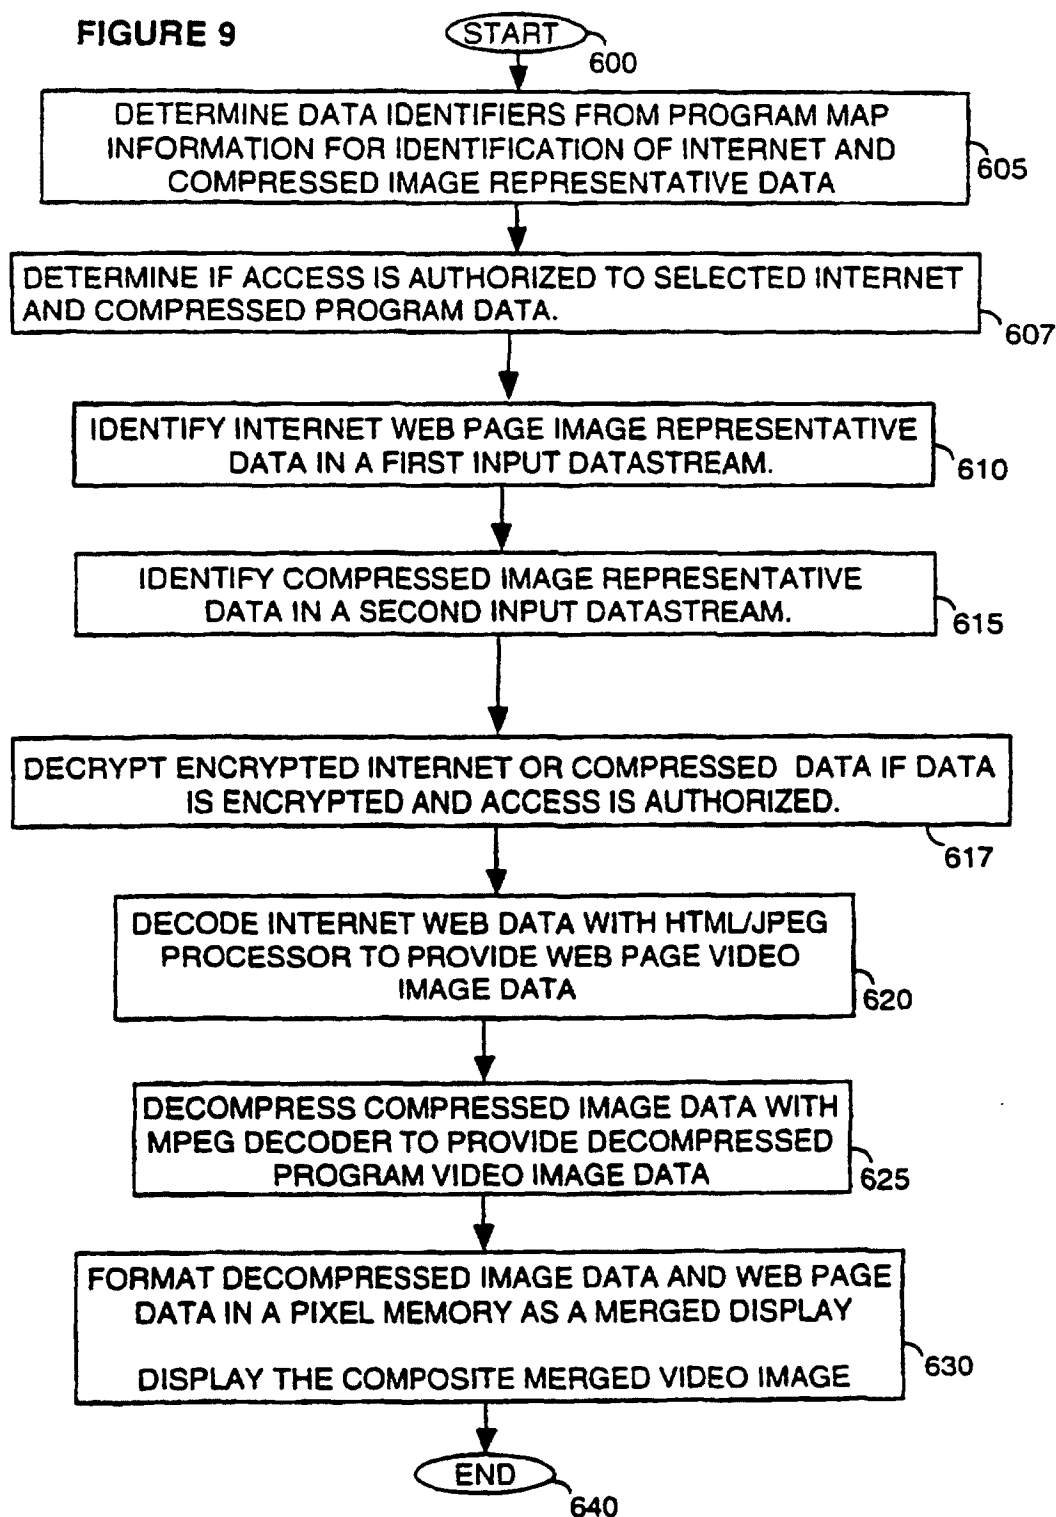 FIGURE 9
START
600
DETERMINE DATA IDENTIFIERS FROM PROGRAM MAP
INFORMATION FOR IDENTIFICATION OF INTERNET AND
COMPRESSED IMAGE REPRESENTATIVE DATA
605
DETERMINE IF ACCESS IS AUTHORIZED TO SELECTED INTERNET
AND COMPRESSED PROGRAM DATA.
607
IDENTIFY INTERNET WEB PAGE IMAGE REPRESENTATIVE
DATA IN A FIRST INPUT DATASTREAM.
610
IDENTIFY COMPRESSED IMAGE REPRESENTATIVE
DATA IN A SECOND INPUT DATASTREAM.
615
DECRYPT ENCRYPTED INTERNET OR COMPRESSED DATA IF DATA
IS ENCRYPTED AND ACCESS IS AUTHORIZED.
617
DECODE INTERNET WEB DATA WITH HTML/JPEG
PROCESSOR TO PROVIDE WEB PAGE VIDEO
IMAGE DATA
620
DECOMPRESS COMPRESSED IMAGE DATA WITH
MPEG DECODER TO PROVIDE DECOMPRESSED
PROGRAM VIDEO IMAGE DATA
625
FORMAT DECOMPRESSED IMAGE DATA AND WEB PAGE
DATA IN A PIXEL MEMORY AS A MERGED DISPLAY
DISPLAY THE COMPOSITE MERGED VIDEO IMAGE
630
END
640